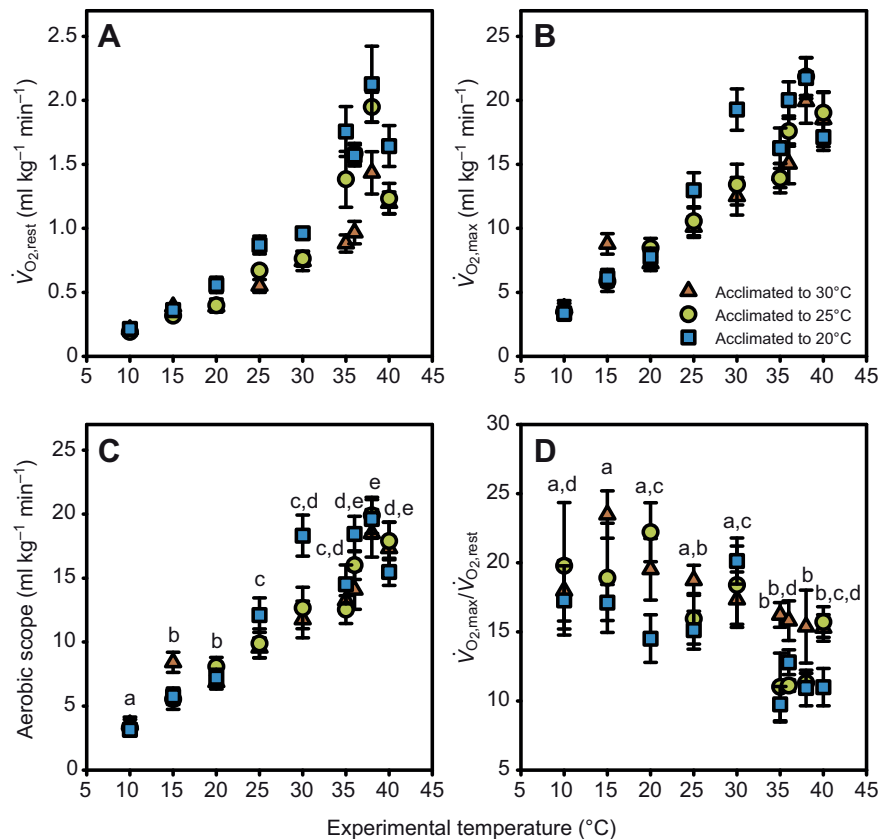 A
2.5
2.0
1.5
1.0
0.5
0
V̇O2,rest (ml kg−1 min−1)
5 10 15 20 25 30 35 40 45
B
25
20
15
10
5
0
V̇O2,max (ml kg−1 min−1)
Acclimated to 30°C
Acclimated to 25°C
Acclimated to 20°C
5 10 15 20 25 30 35 40 45
C
25
20
15
10
5
0
Aerobic scope (ml kg−1 min−1)
a
b
b
c
c,d
c,d
d,e
e
d,e
5 10 15 20 25 30 35 40 45
D
30
25
20
15
10
5
V̇O2,max/V̇O2,rest
a,d
a
a,c
a,b
a,c
b
b,d
b
b,c,d
5 10 15 20 25 30 35 40 45
Experimental temperature (°C)